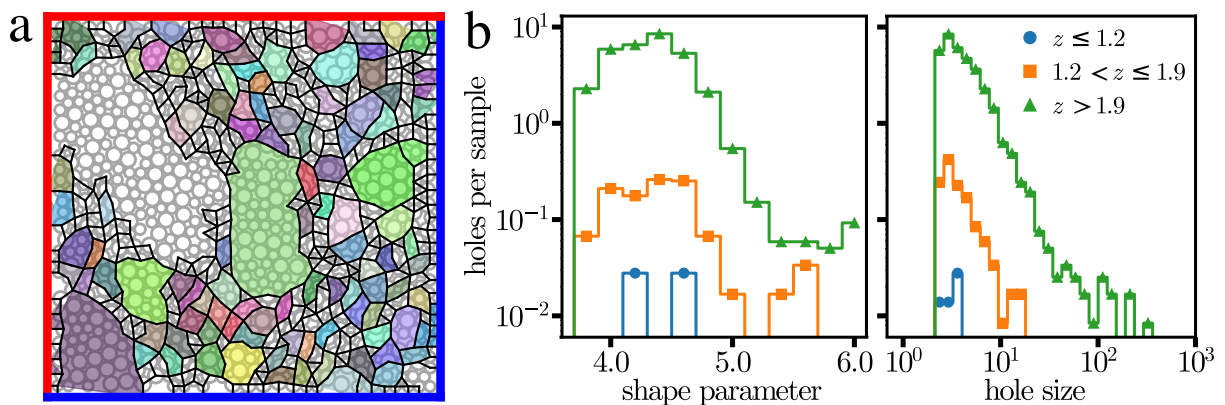 a
b
holes per sample
10¹
10⁰
10⁻¹
10⁻²
4.0 5.0 6.0
shape parameter
z ≤ 1.2
1.2 < z ≤ 1.9
z > 1.9
10⁰ 10¹ 10² 10³
hole size